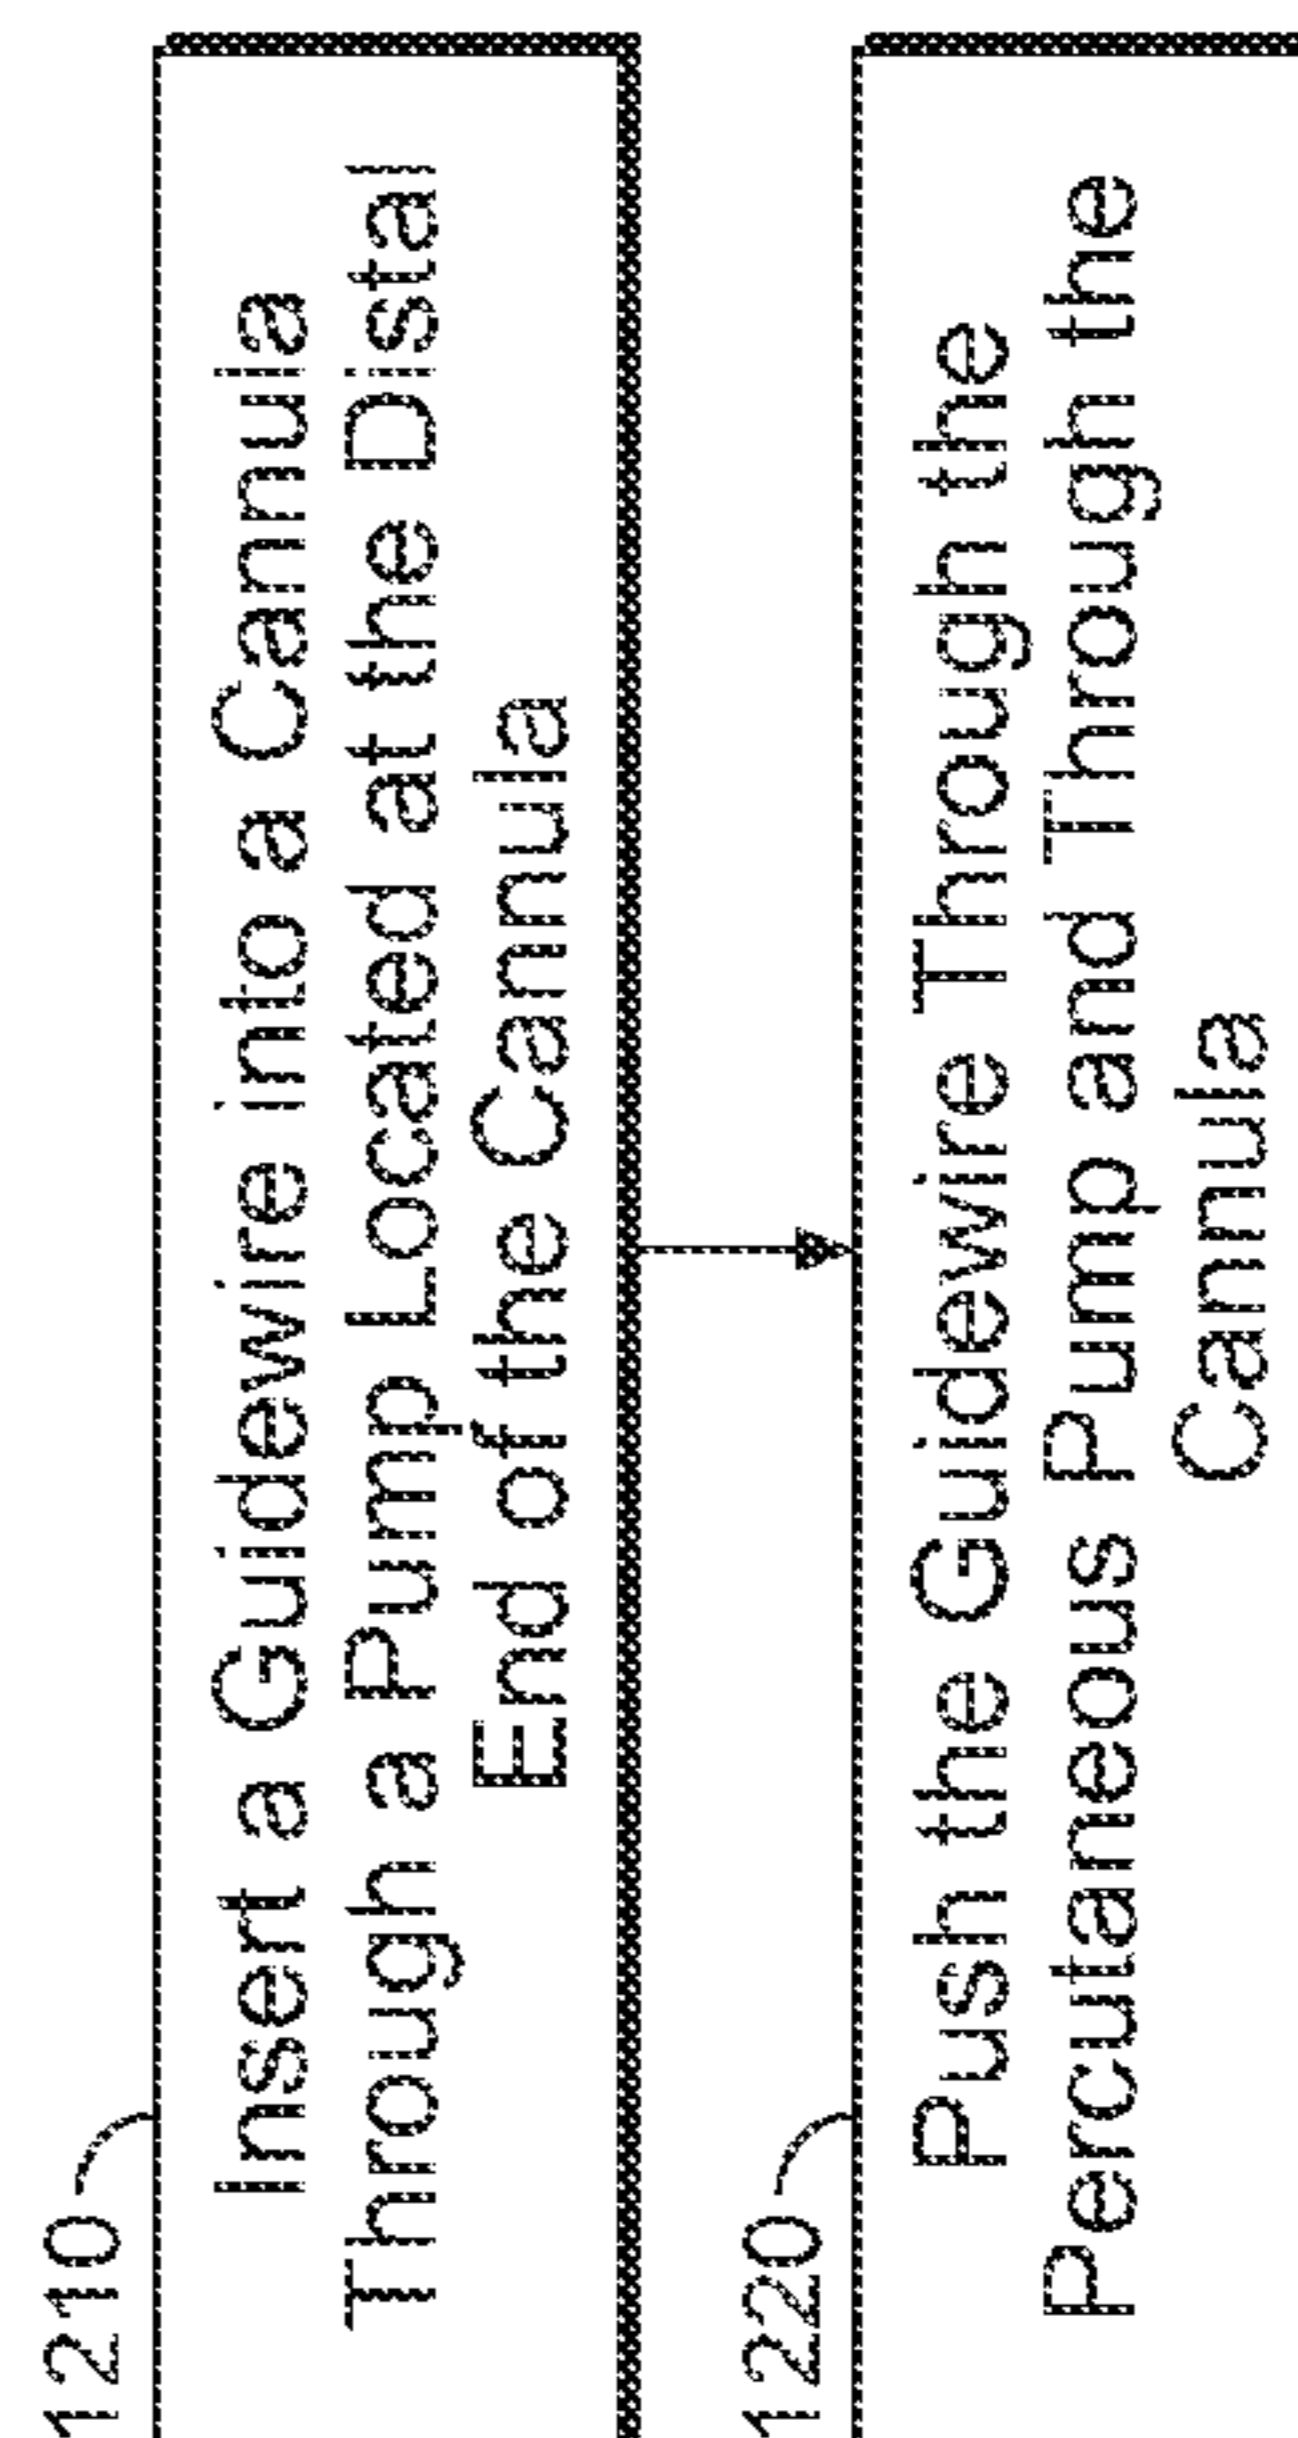 1210
Insert a Guidewire into a Cannula
Through a Pump Located at the Distal
End of the Cannula
1220
Push the Guidewire Through the
Percutaneous Pump and Through the
Cannula